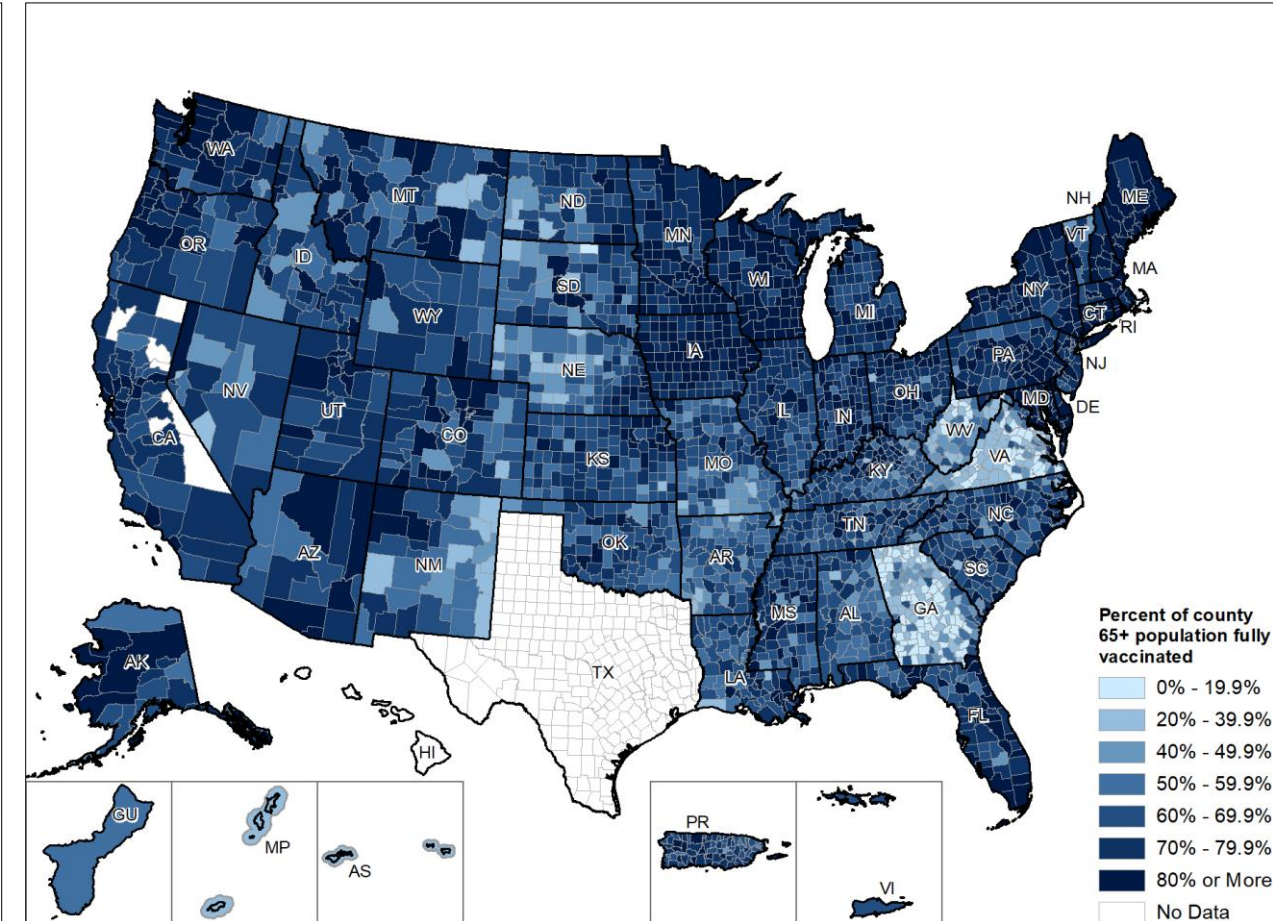 WA
MT
ND
MN
OR
ID
SD
WI
MI
NH
VT
ME
MA
NY
CT
RI
WY
IA
PA
NJ
NE
NV
UT
CO
IL
IN
OH
MD
DE
WV
VA
CA
KS
MO
KY
AZ
NM
OK
AR
TN
NC
SC
MS
AL
GA
TX
LA
FL
AK
HI
GU
MP
AS
PR
VI
Percent of county
65+ population fully
vaccinated
0% - 19.9%
20% - 39.9%
40% - 49.9%
50% - 59.9%
60% - 69.9%
70% - 79.9%
80% or More
No Data